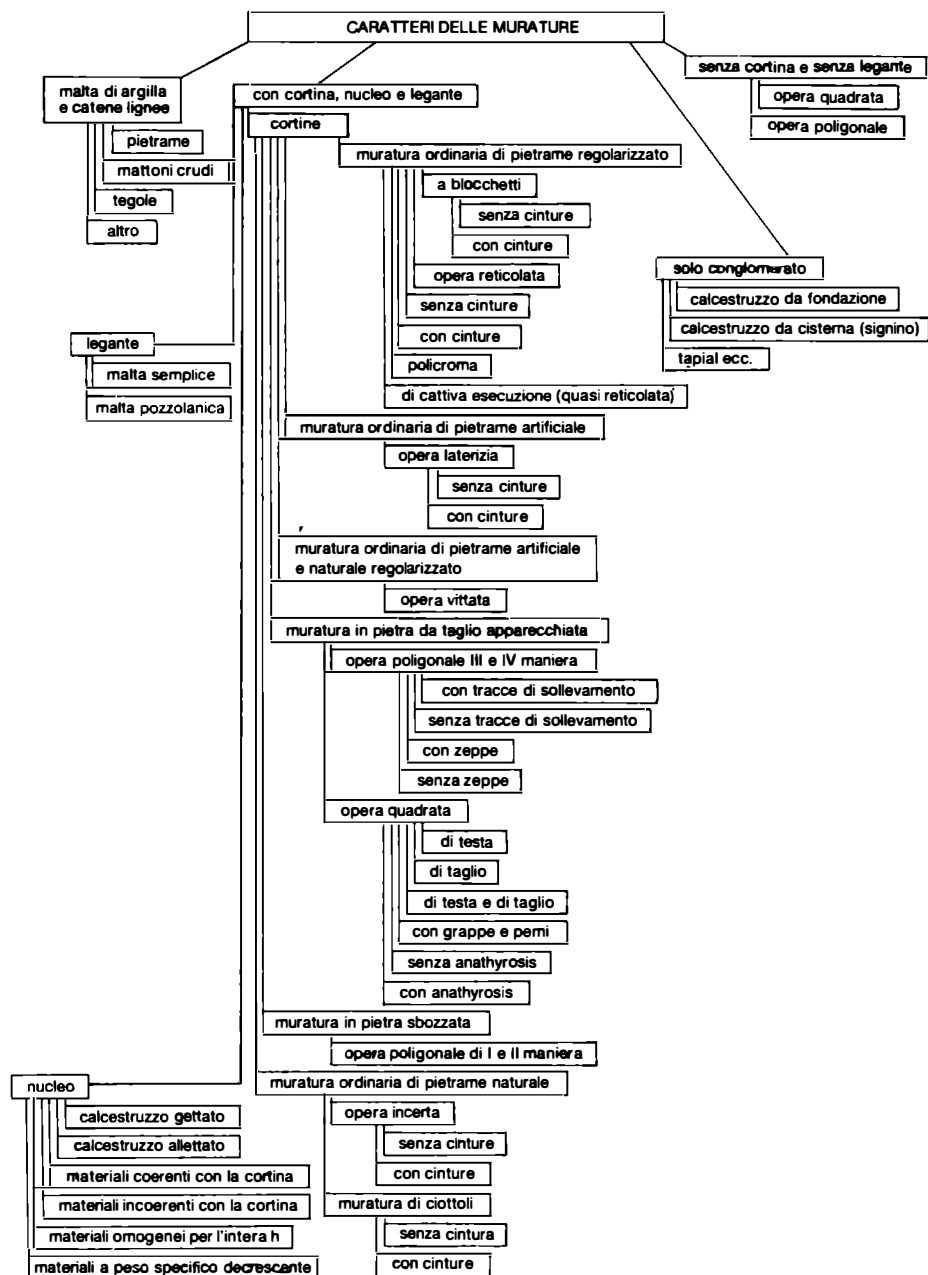 CARATTERI DELLE MURATURE
malta di argilla
e catene lignee
pietrame
mattoni crudi
tegole
altro
con cortina, nucleo e legante
cortine
muratura ordinaria di pietrame regolarizzato
a blocchetti
senza cinture
con cinture
opera reticolata
senza cinture
con cinture
policroma
di cattiva esecuzione (quasi reticolata)
muratura ordinaria di pietrame artificiale
opera laterizia
senza cinture
con cinture
muratura ordinaria di pietrame artificiale
e naturale regolarizzato
opera vittata
muratura in pietra da taglio apparecchiata
opera poligonale III e IV maniera
con tracce di sollevamento
senza tracce di sollevamento
con zeppe
senza zeppe
opera quadrata
di testa
di taglio
di testa e di taglio
con grappe e perni
senza anathyrosis
con anathyrosis
muratura in pietra sbozzata
opera poligonale di I e II maniera
muratura ordinaria di pietrame naturale
opera incerta
senza cinture
con cinture
muratura di ciottoli
senza cintura
con cinture
legante
malta semplice
malta pozzolanica
nucleo
calcestruzzo gettato
calcestruzzo allettato
materiali coerenti con la cortina
materiali incoerenti con la cortina
materiali omogenei per l'intera h
materiali a peso specifico decrescente
solo conglomerato
calcestruzzo da fondazione
calcestruzzo da cisterna (signino)
tapial ecc.
senza cortina e senza legante
opera quadrata
opera poligonale